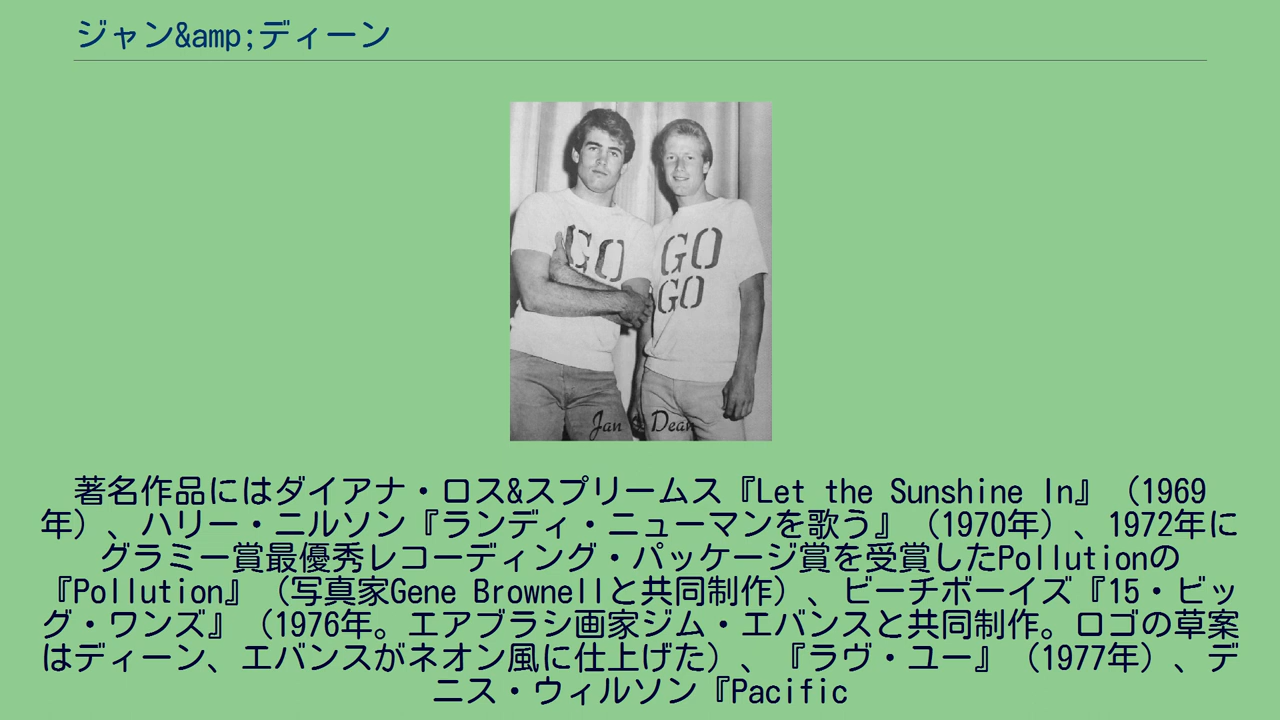 ジャン&amp;ディーン
GO GO
GO
Jan & Dean
著名作品にはダイアナ・ロス&スプリームス『Let the Sunshine In』（1969
年）、ハリー・ニルソン『ランディ・ニューマンを歌う』（1970年）、1972年に
グラミー賞最優秀レコーディング・パッケージ賞を受賞したPollutionの
『Pollution』（写真家Gene Brownellと共同制作）、ビーチボーイズ『15・ビッ
グ・ワンズ』（1976年。エアブラシ画家ジム・エバンスと共同制作。ロゴの草案
はディーン、エバンスがネオン風に仕上げた）、『ラヴ・ユー』（1977年）、デ
ニス・ウィルソン『Pacific